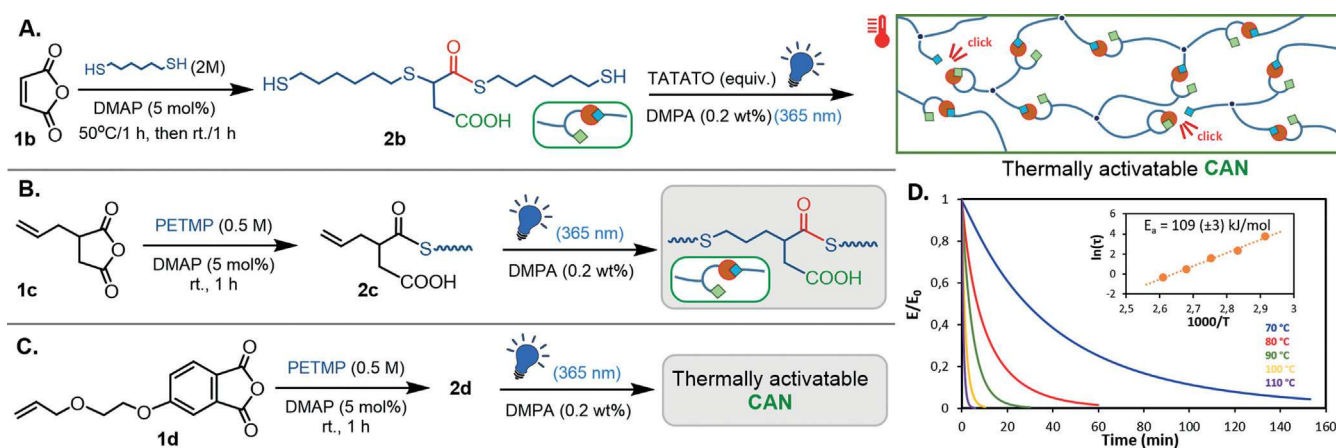 A.
O
O
O
1b
HS
SH (2M)
DMAP (5 mol%)
50°C/1 h, then rt./1 h
HS
S
O
S
SH
COOH
2b
TATATO (equiv.)
DMPA (0.2 wt%) (365 nm)
click
click
Thermally activatable CAN
B.
O
O
O
1c
PETMP (0.5 M)
DMAP (5 mol%)
rt., 1 h
O
S
COOH
2c
(365 nm)
DMPA (0.2 wt%)
O
S
S
COOH
C.
O
O
O
O
O
1d
PETMP (0.5 M)
DMAP (5 mol%)
rt., 1 h
2d
(365 nm)
DMPA (0.2 wt%)
Thermally activatable
CAN
D.
E/E0
1
0,8
0,6
0,4
0,2
0
0 20 40 60 80 100 120 140 160
Time (min)
Ea = 109 (±3) kJ/mol
ln(τ)
6
4
2
0
-2
2,5 2,6 2,7 2,8 2,9 3
1000/T
70 °C
80 °C
90 °C
100 °C
110 °C